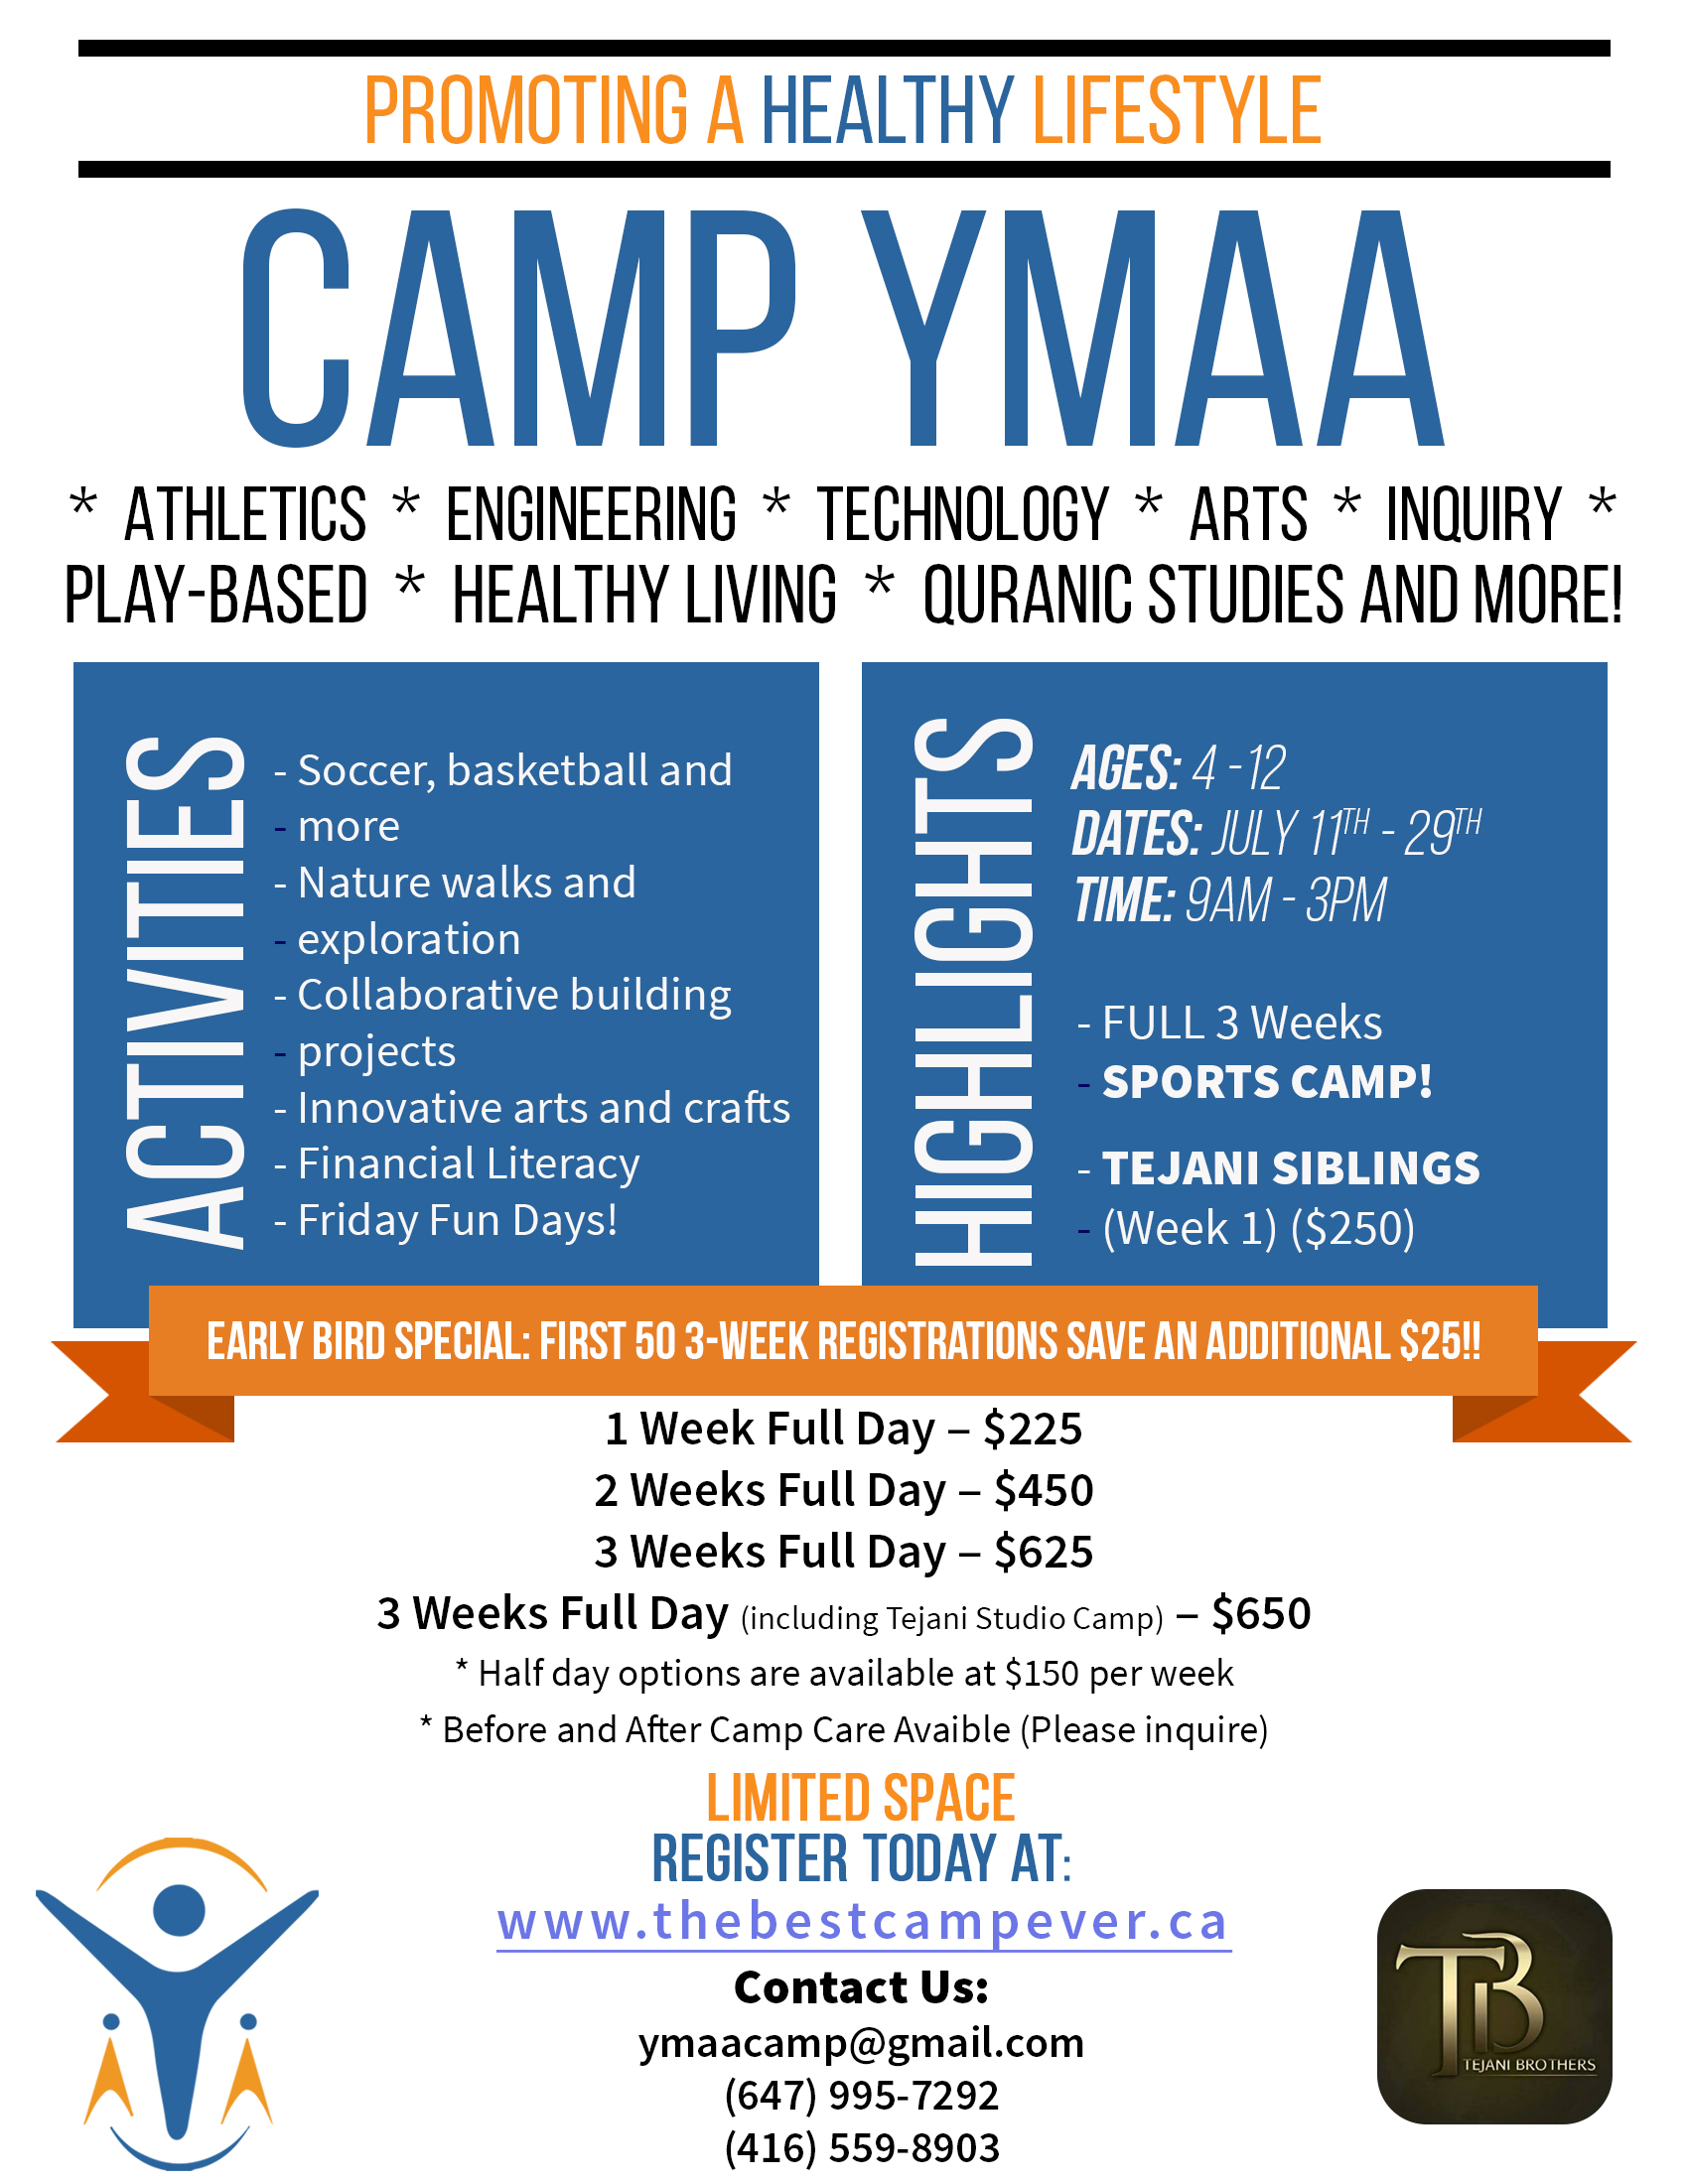 PROMOTING A HEALTHY LIFESTYLE
CAMP YMAA
* ATHLETICS * ENGINEERING * TECHNOLOGY * ARTS * INQUIRY *
PLAY-BASED * HEALTHY LIVING * QURANIC STUDIES AND MORE!
ACTIVITIES
- Soccer, basketball and
- more
- Nature walks and
- exploration
- Collaborative building
- projects
- Innovative arts and crafts
- Financial Literacy
- Friday Fun Days!
HIGHLIGHTS
AGES: 4 -12
DATES: JULY 11TH - 29TH
TIME: 9AM - 3PM
- FULL 3 Weeks
- SPORTS CAMP!
- TEJANI SIBLINGS
- (Week 1) ($250)
EARLY BIRD SPECIAL: FIRST 50 3-WEEK REGISTRATIONS SAVE AN ADDITIONAL $25!!
1 Week Full Day – $225
2 Weeks Full Day – $450
3 Weeks Full Day – $625
3 Weeks Full Day (including Tejani Studio Camp) – $650
* Half day options are available at $150 per week
* Before and After Camp Care Avaible (Please inquire)
LIMITED SPACE
REGISTER TODAY AT:
www.thebestcampever.ca
Contact Us:
ymaacamp@gmail.com
(647) 995-7292
(416) 559-8903
TB
TEJANI BROTHERS